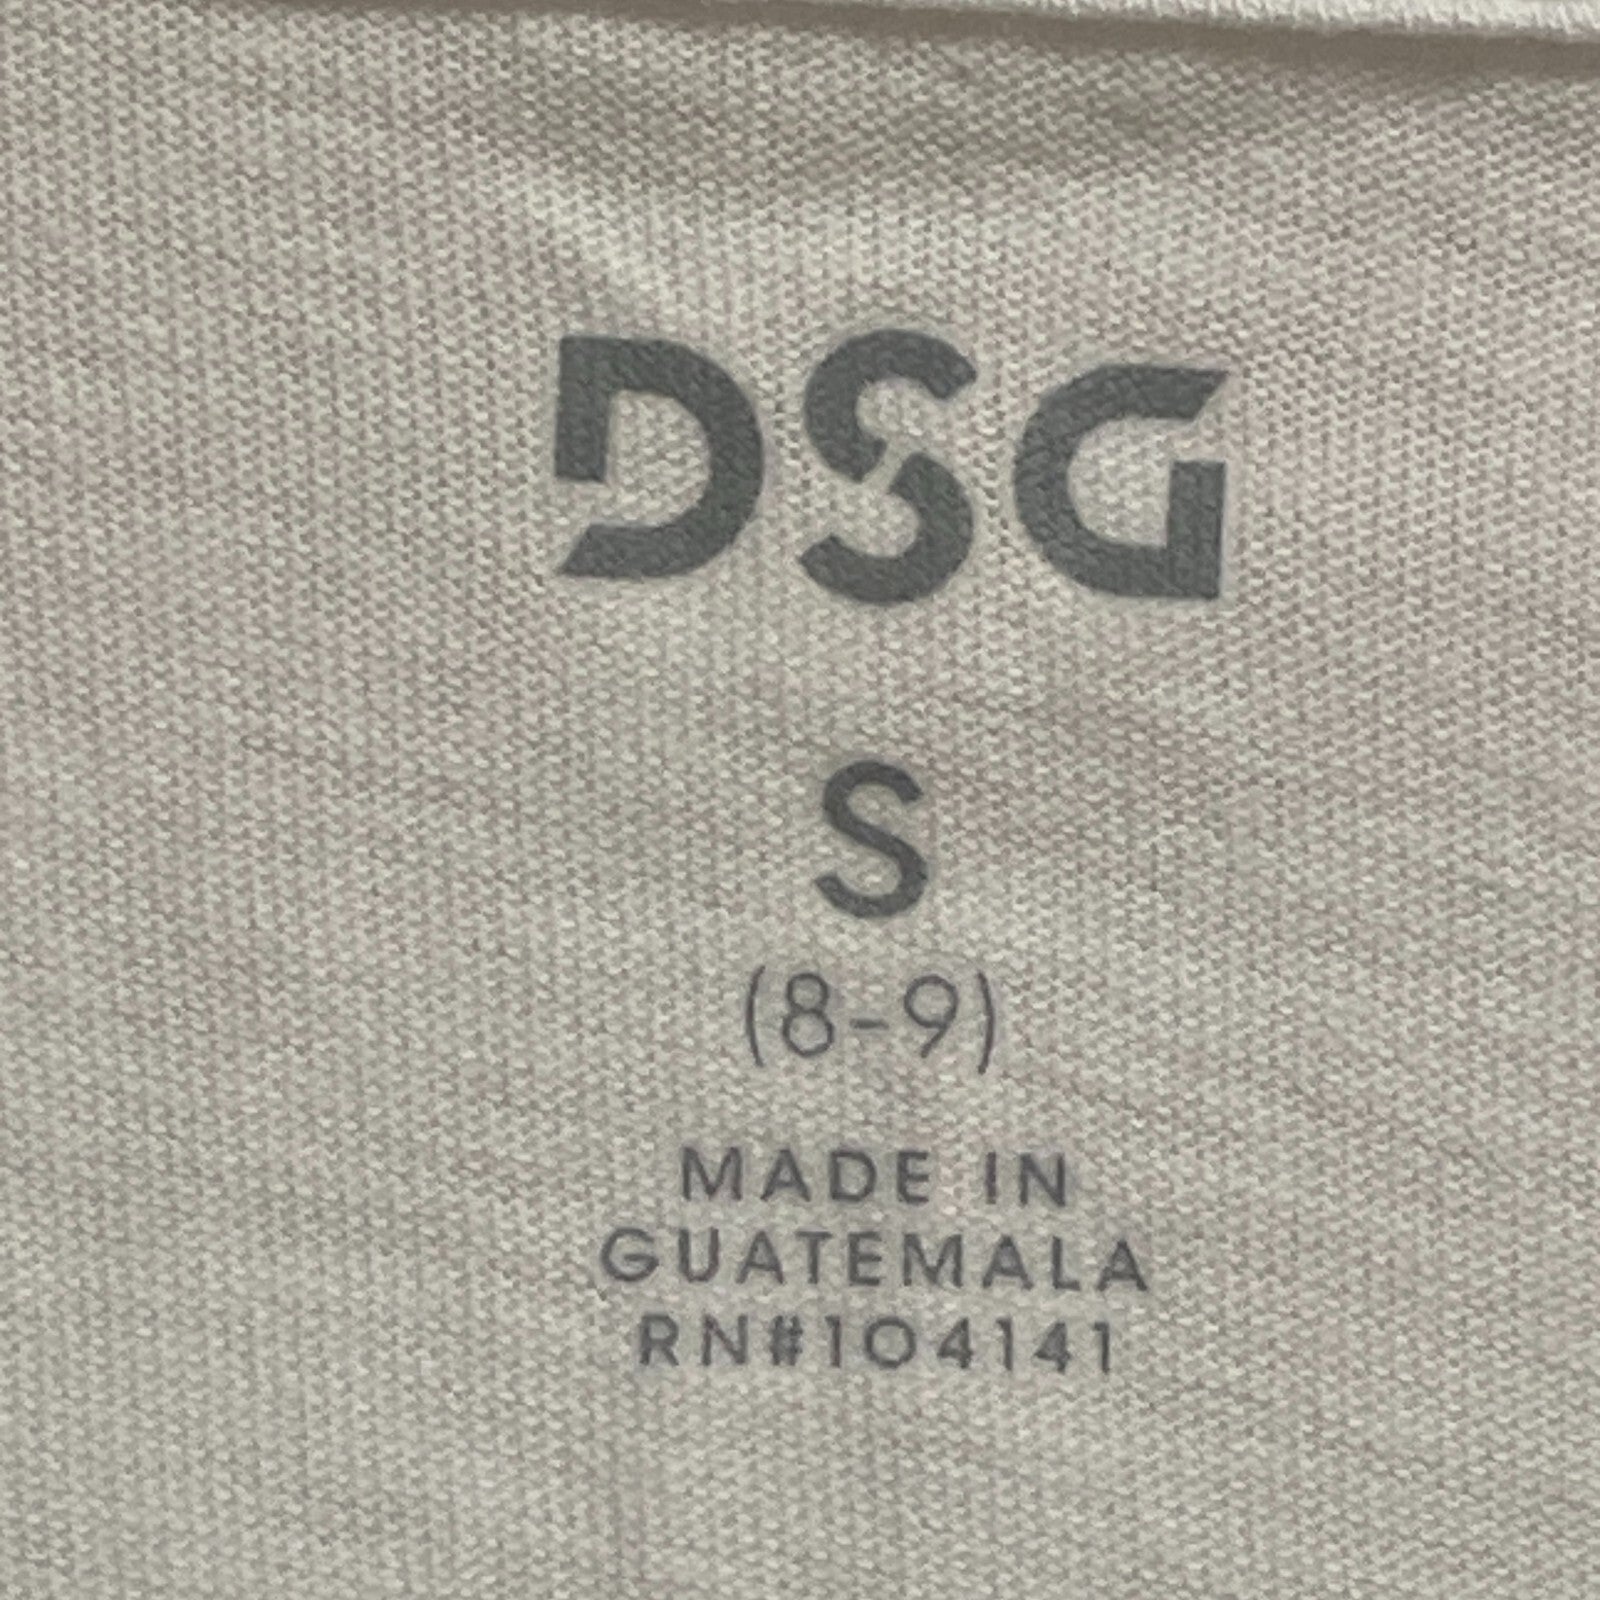 DSG
S
(8-9)
MADE IN
GUATEMALA
RN#104141